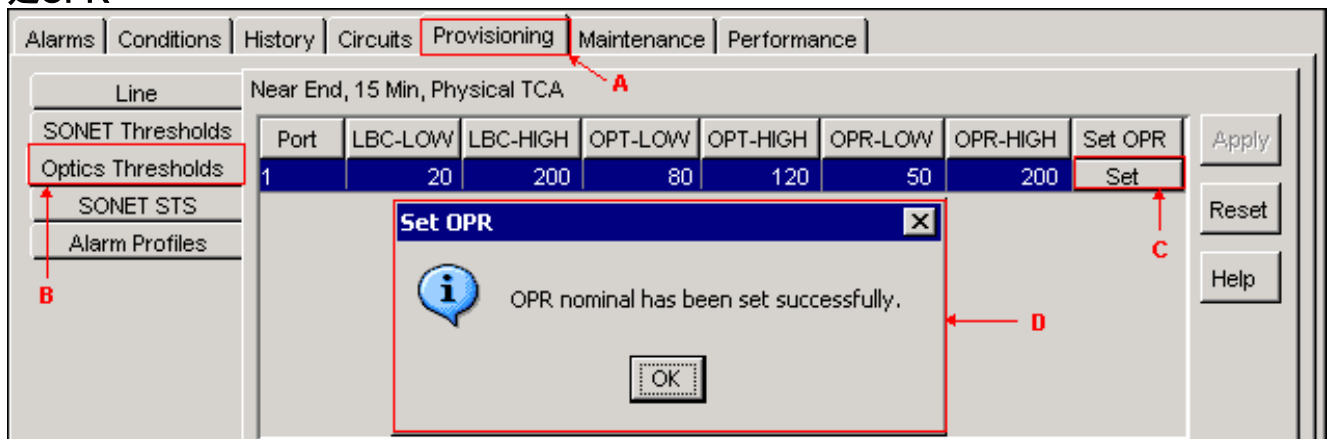 OPR
Alarms Conditions History Circuits Provisioning Maintenance Performance
A
Near End, 15 Min, Physical TCA
Line
SONET Thresholds
Optics Thresholds
SONET STS
Alarm Profiles
B
Port LBC-LOW LBC-HIGH OPT-LOW OPT-HIGH OPR-LOW OPR-HIGH Set OPR
1 20 200 80 120 50 200 Set
C
Set OPR
OPR nominal has been set successfully.
OK
D
Apply
Reset
Help